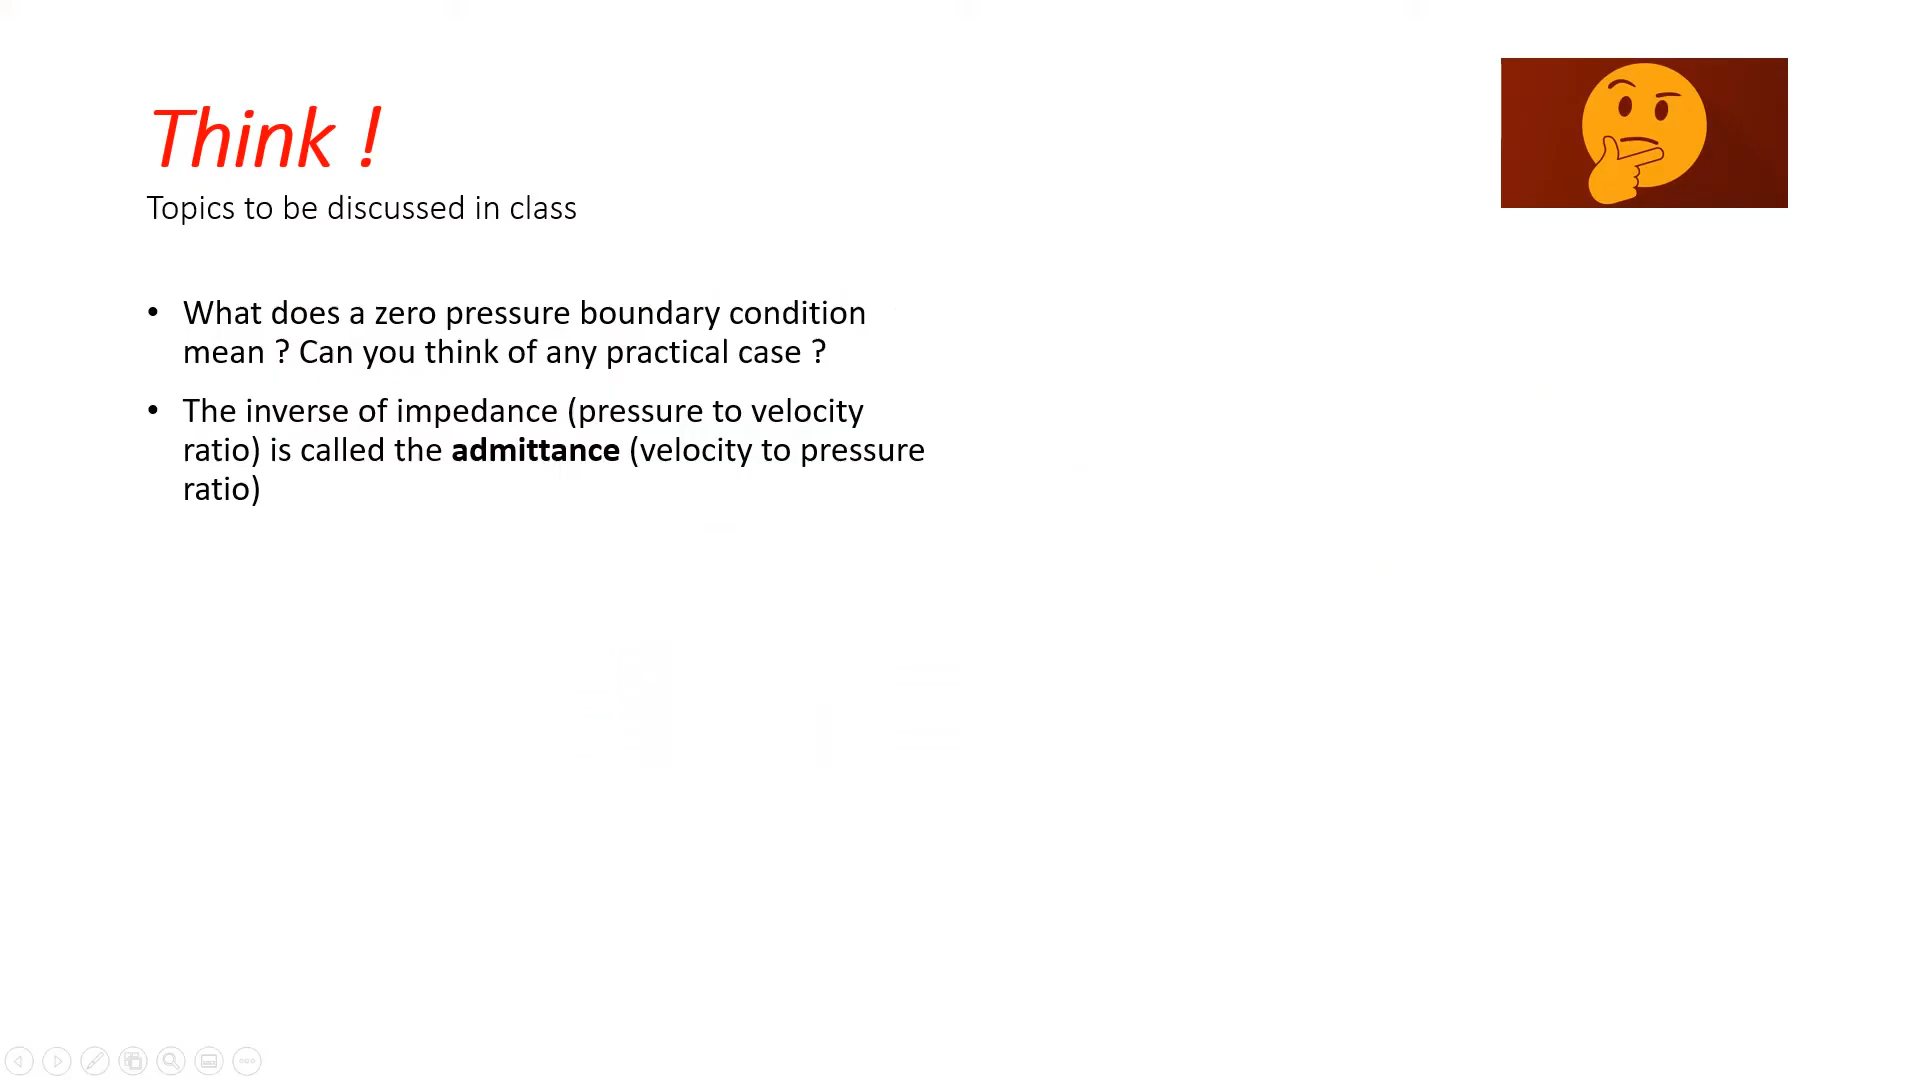 Think !
Topics to be discussed in class
• What does a zero pressure boundary condition
mean ? Can you think of any practical case ?
• The inverse of impedance (pressure to velocity
ratio) is called the admittance (velocity to pressure
ratio)